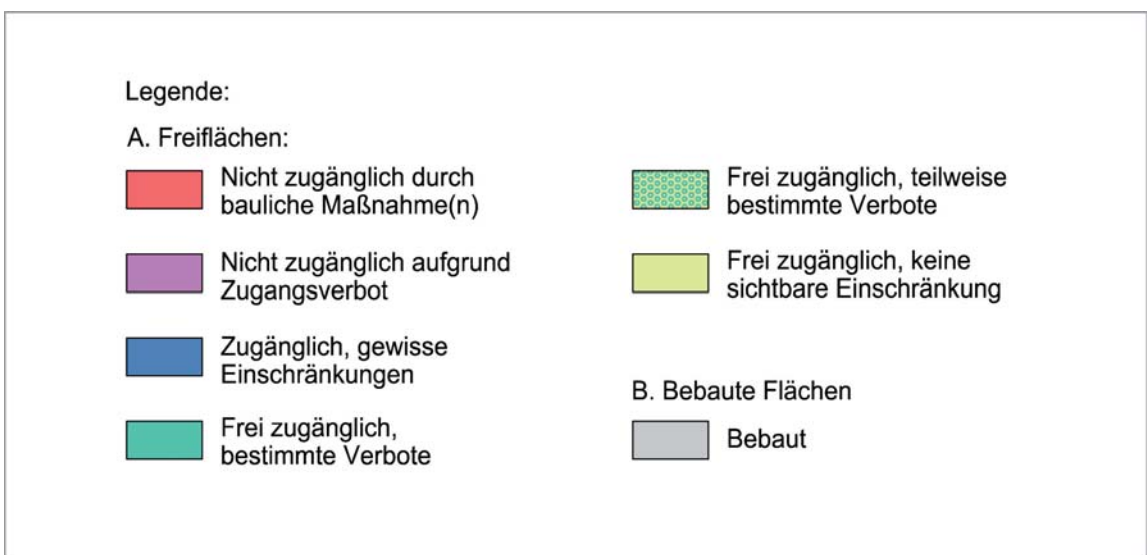 Legende:
A. Freiflächen:
Nicht zugänglich durch
bauliche Maßnahme(n)
Nicht zugänglich aufgrund
Zugangsverbot
Zugänglich, gewisse
Einschränkungen
Frei zugänglich,
bestimmte Verbote
Frei zugänglich, teilweise
bestimmte Verbote
Frei zugänglich, keine
sichtbare Einschränkung
B. Bebaute Flächen
Bebaut